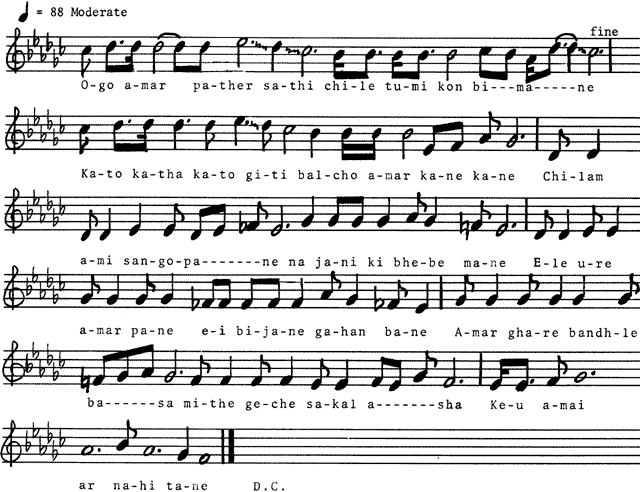 = 88 Moderate
fine
O-go a-mar pa-ther sa-thi chi-le tu-mi kon bi---ma-----ne
Ka-to ka-tha ka-to gi-ti bal-cho a-mar ka-ne ka-ne Chi-lam
a-mi san-go-pa-------ne na ja-ni ki bhe-be ma-ne E-le u-re
a-mar pa-ne e-i bi-ja-ne ga-han ba-ne A-mar gha-re bandh-le
ba------sa mi-the ge-che sa-kal a-------sha Ke-u a-mai
ar na-hi ta-ne D.C.